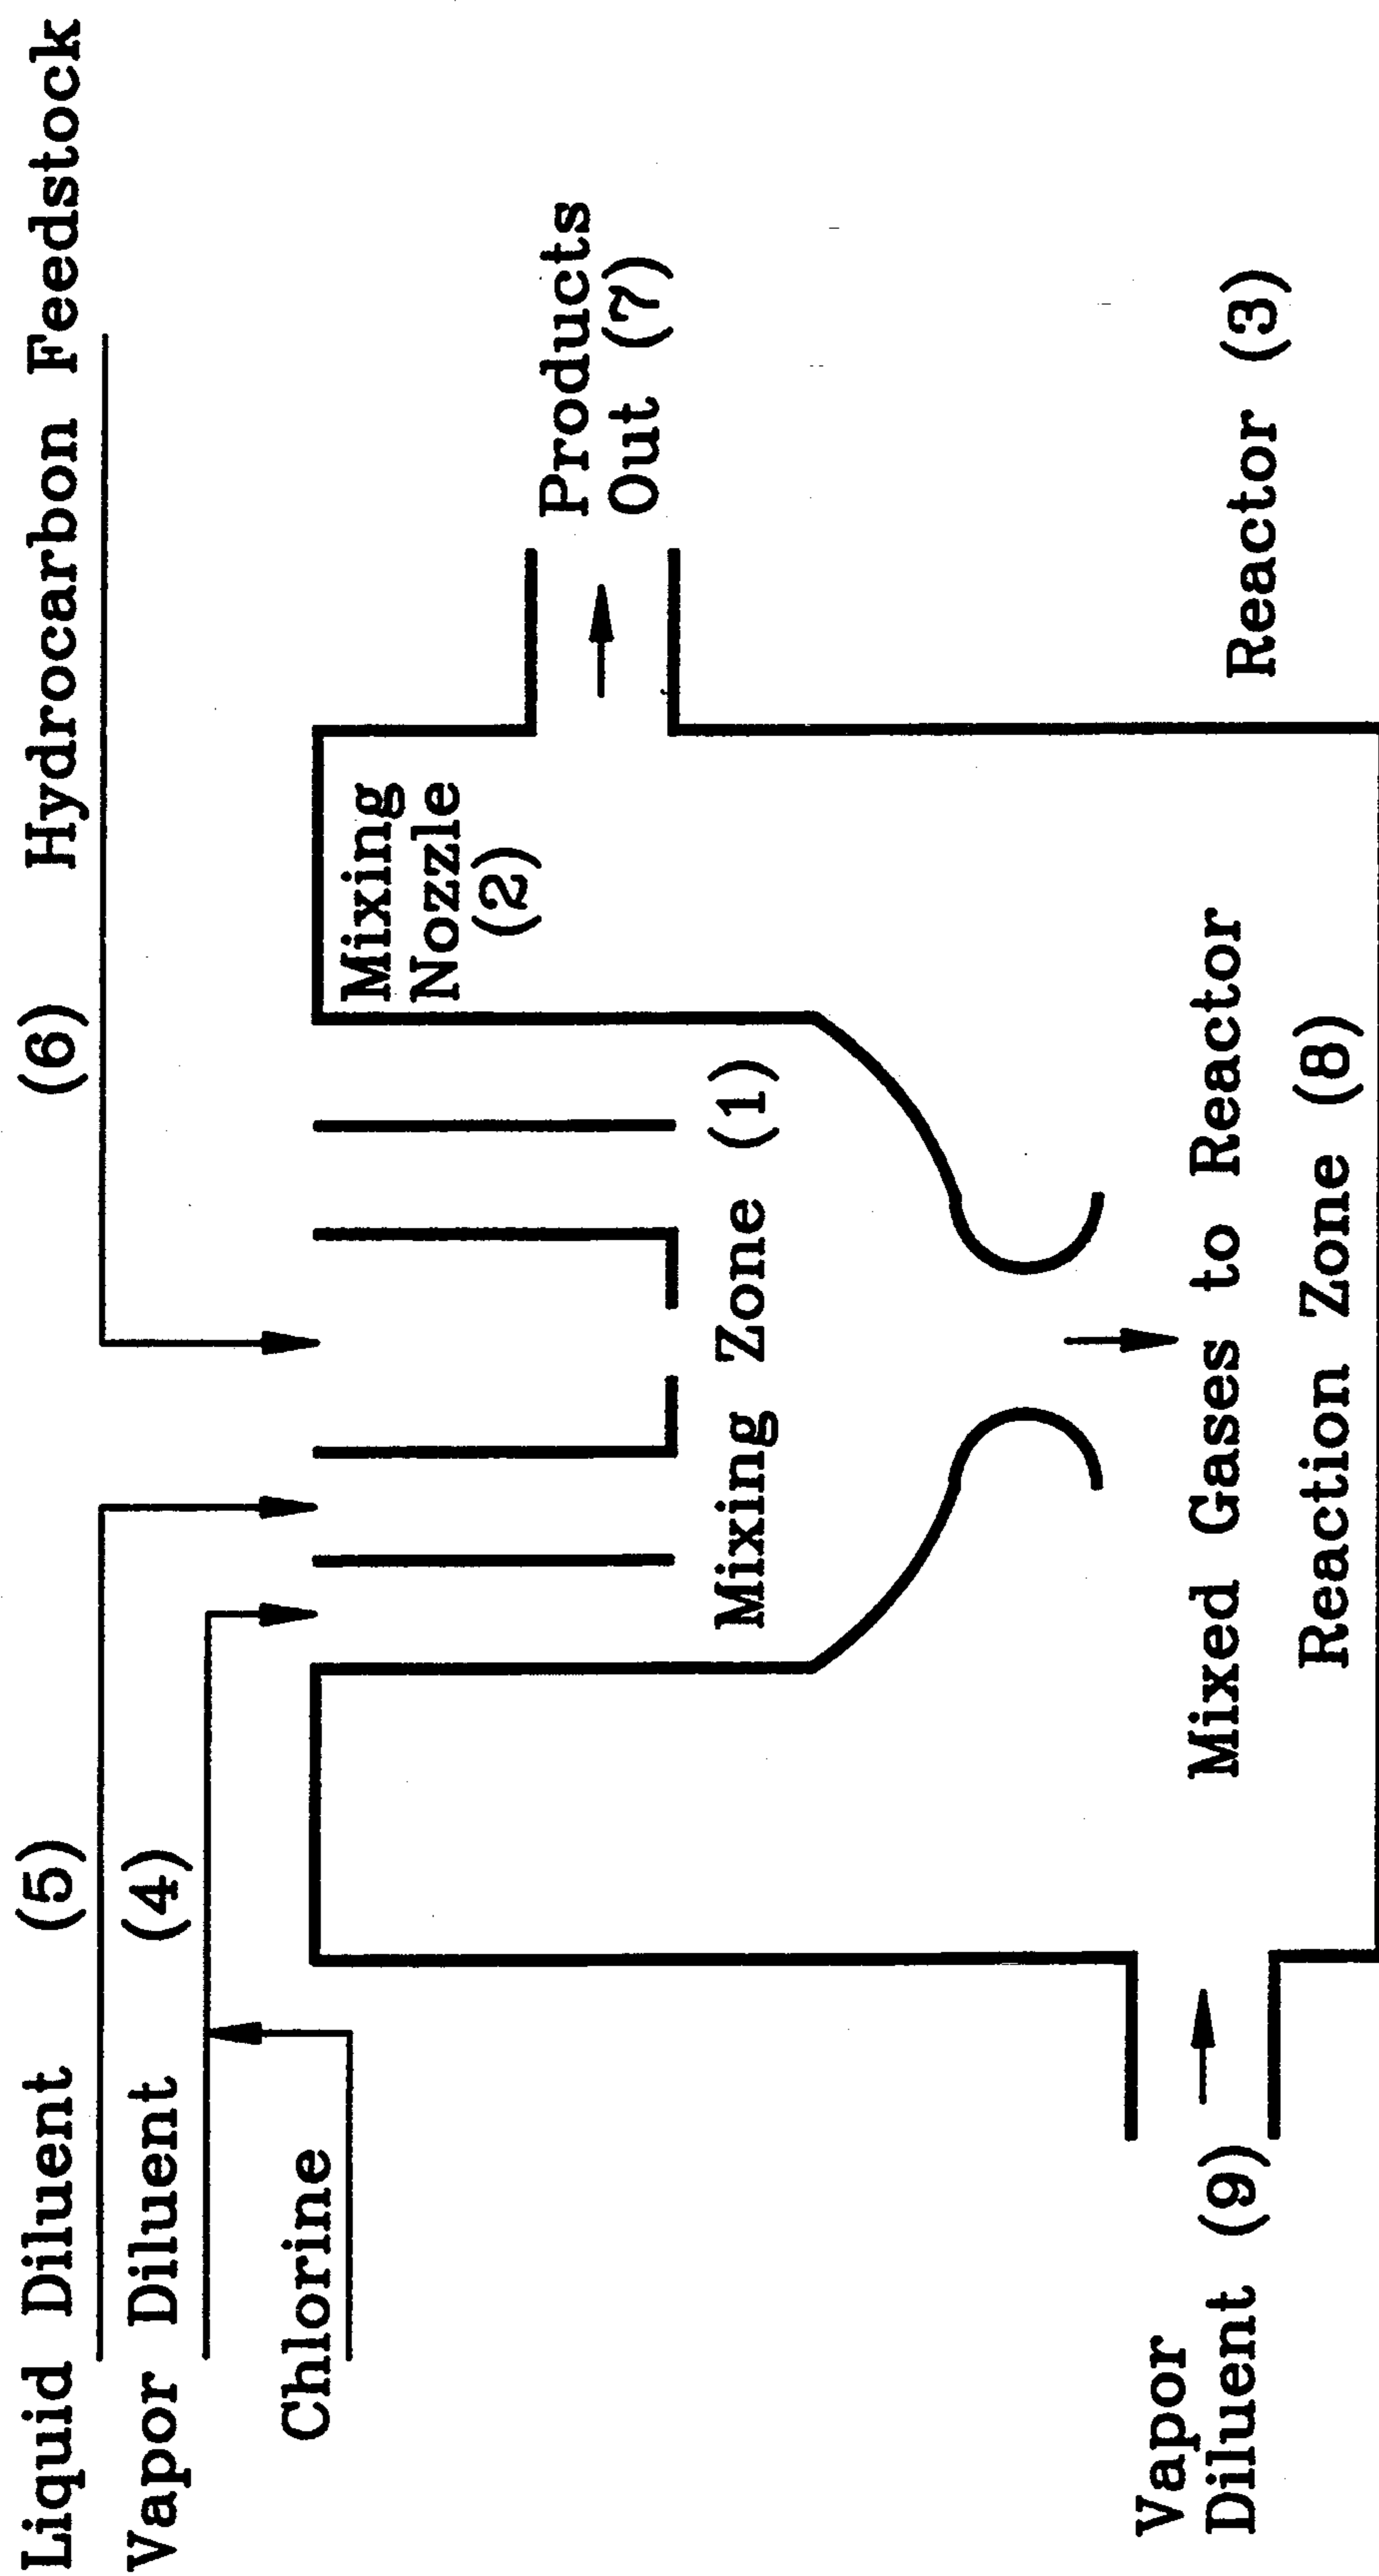 Liquid Diluent (5)
(6) Hydrocarbon Feedstock
Vapor Diluent (4)
Chlorine
Mixing
Nozzle
(2)
Products
Out (7)
Mixing Zone (1)
Vapor
Diluent (9)
Mixed Gases to Reactor
Reactor (3)
Reaction Zone (8)